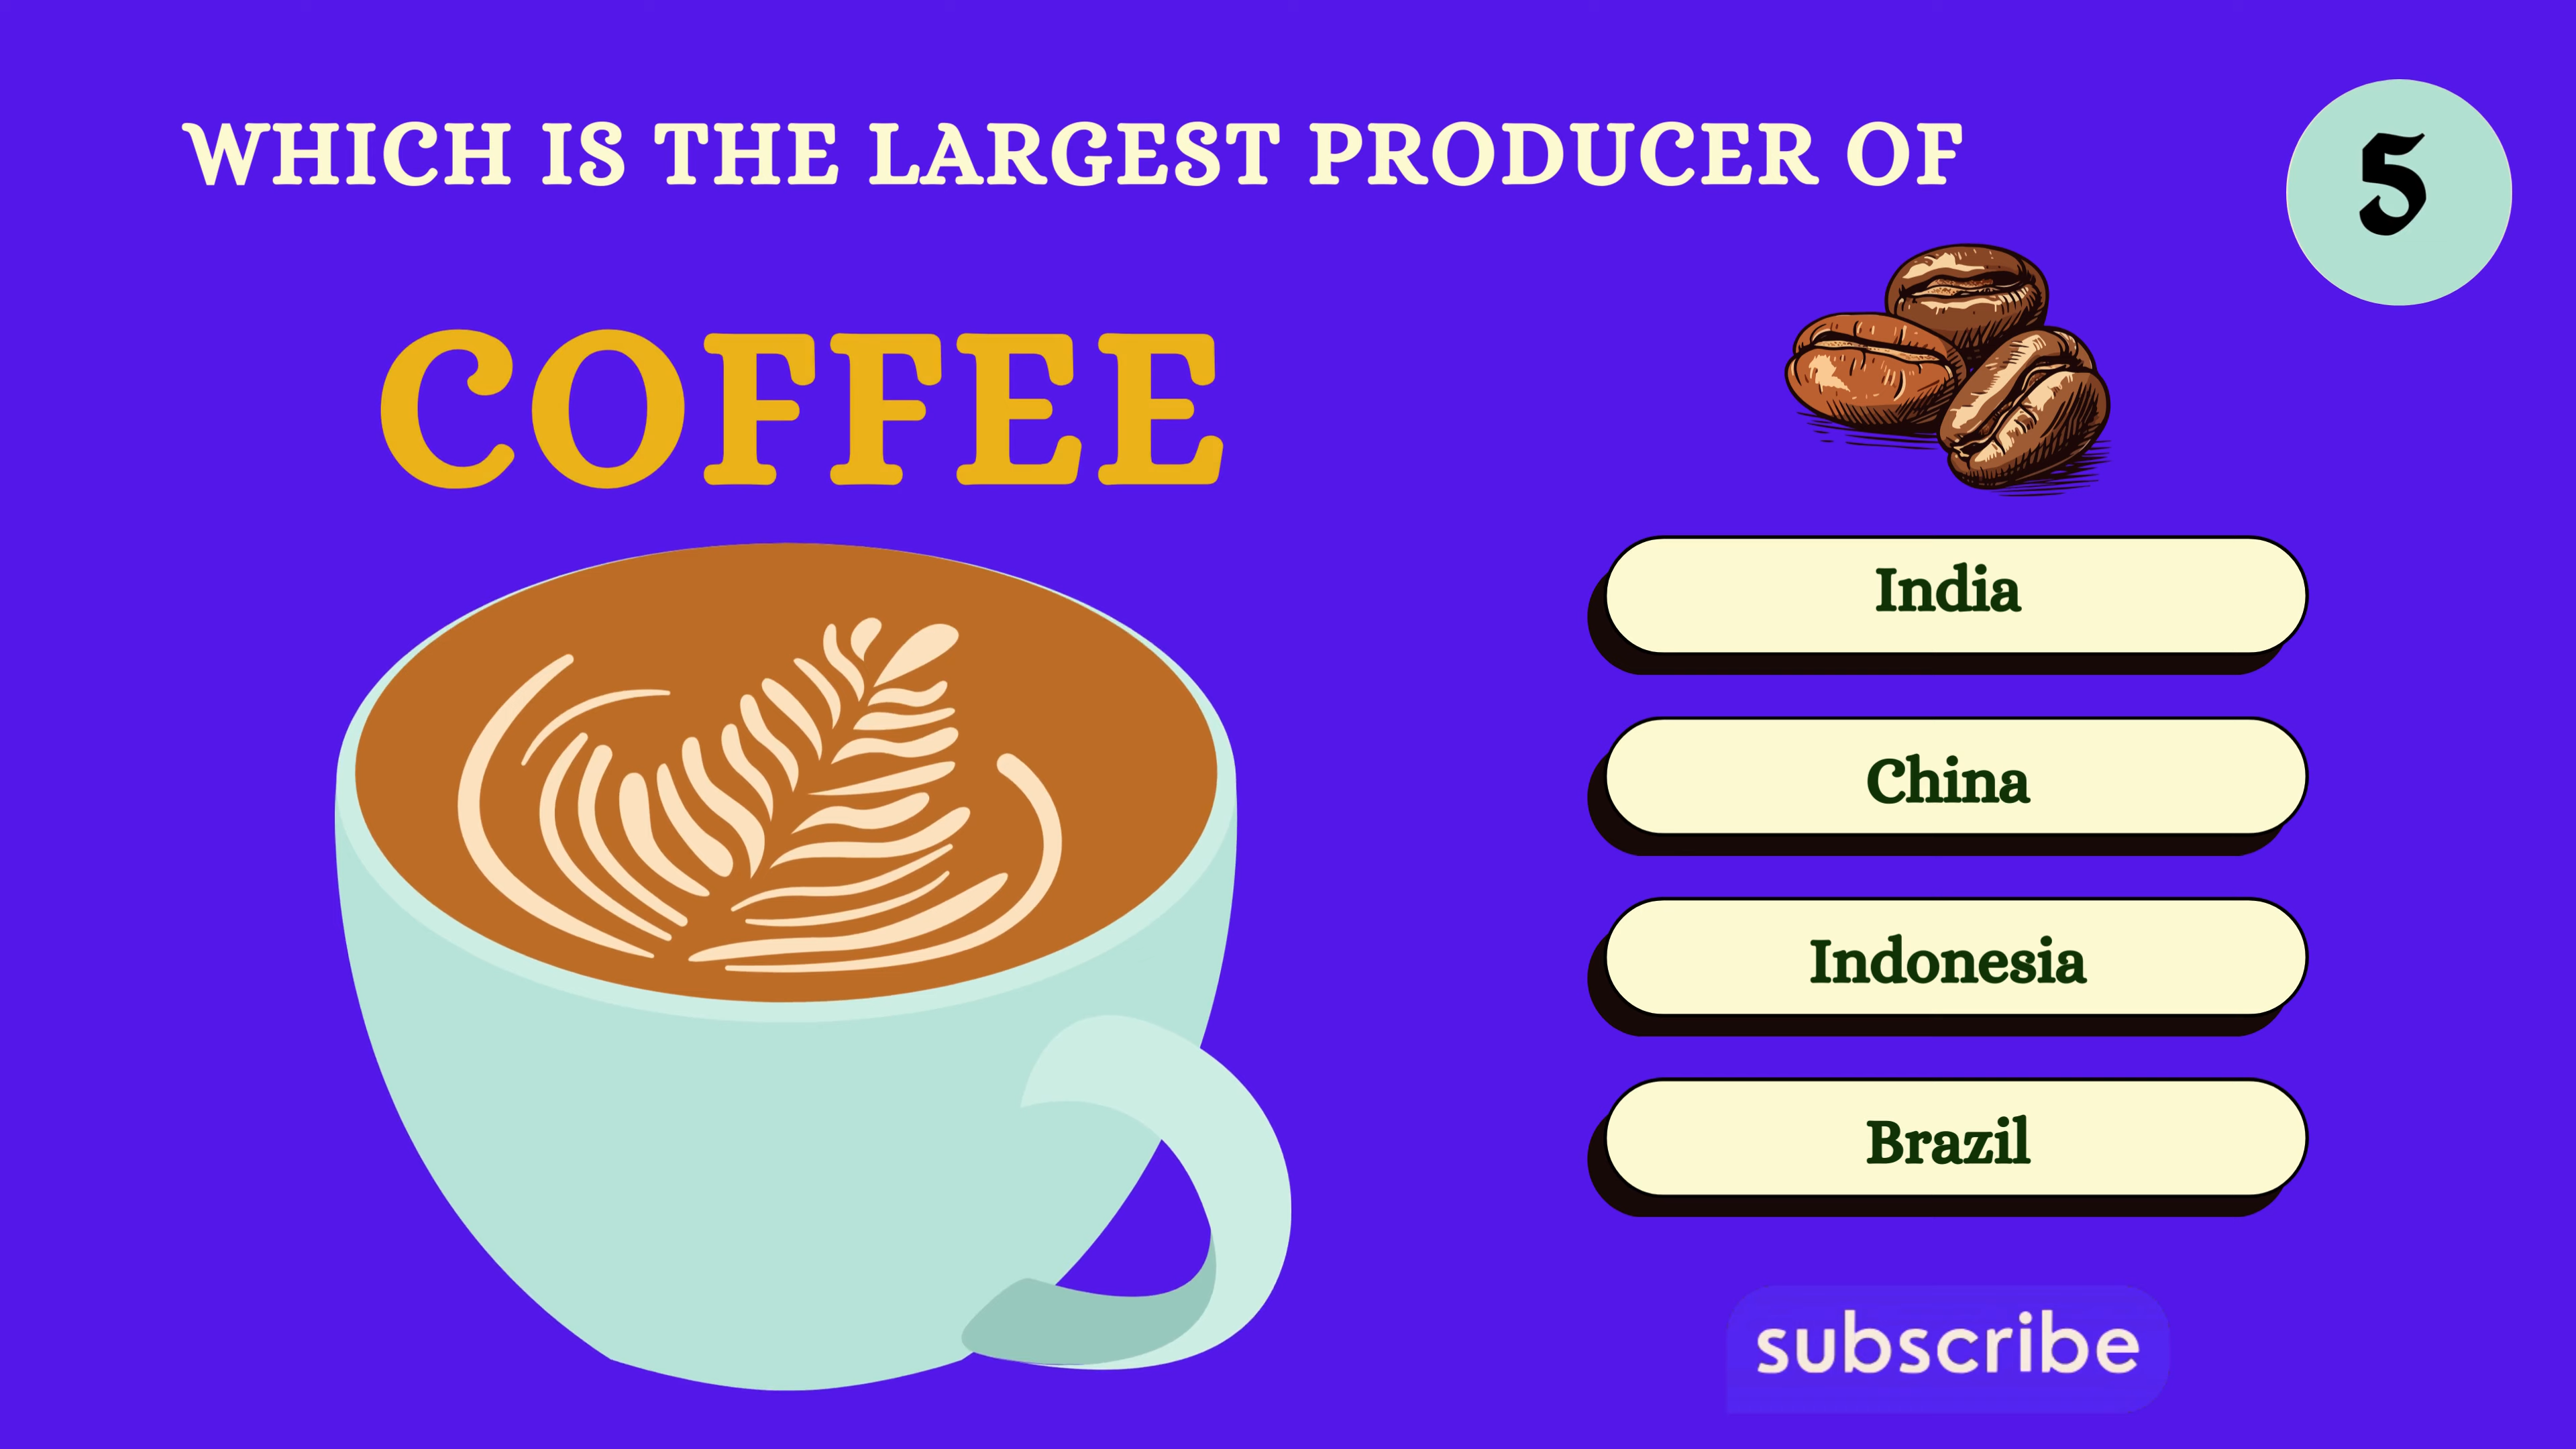 WHICH IS THE LARGEST PRODUCER OF
5
COFFEE
India
China
Indonesia
Brazil
subscribe